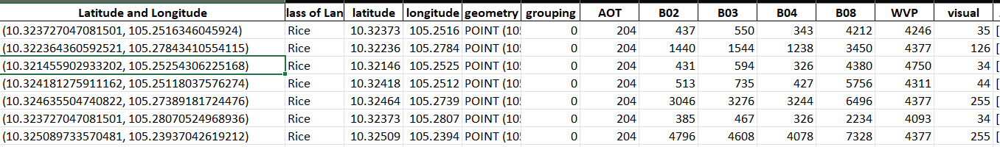 Latitude and Longitude lass of Lan latitude longitude geometry grouping AOT B02 B03 B04 B08 WVP visual
(10.323727047081501, 105.2516346045924) Rice 10.32373 105.2516 POINT (10 0 204 437 550 343 4212 4246 35 [
(10.322364360592521, 105.27843410554115) Rice 10.32236 105.2784 POINT (10 0 204 1440 1544 1238 3450 4377 126 [
(10.321455902933202, 105.25254306225168) Rice 10.32146 105.2525 POINT (10 0 204 431 594 326 4380 4750 34 [
(10.324181275911162, 105.25118037576274) Rice 10.32418 105.2512 POINT (10 0 204 513 735 427 5756 4311 44 [
(10.324635504740822, 105.27389181724476) Rice 10.32464 105.2739 POINT (10 0 204 3046 3276 3244 6496 4377 255 [
(10.323727047081501, 105.28070524968936) Rice 10.32373 105.2807 POINT (10 0 204 385 467 326 2234 4093 34 [
(10.325089733570481, 105.23937042619212) Rice 10.32509 105.2394 POINT (10 0 204 4796 4608 4078 7328 4377 255 [